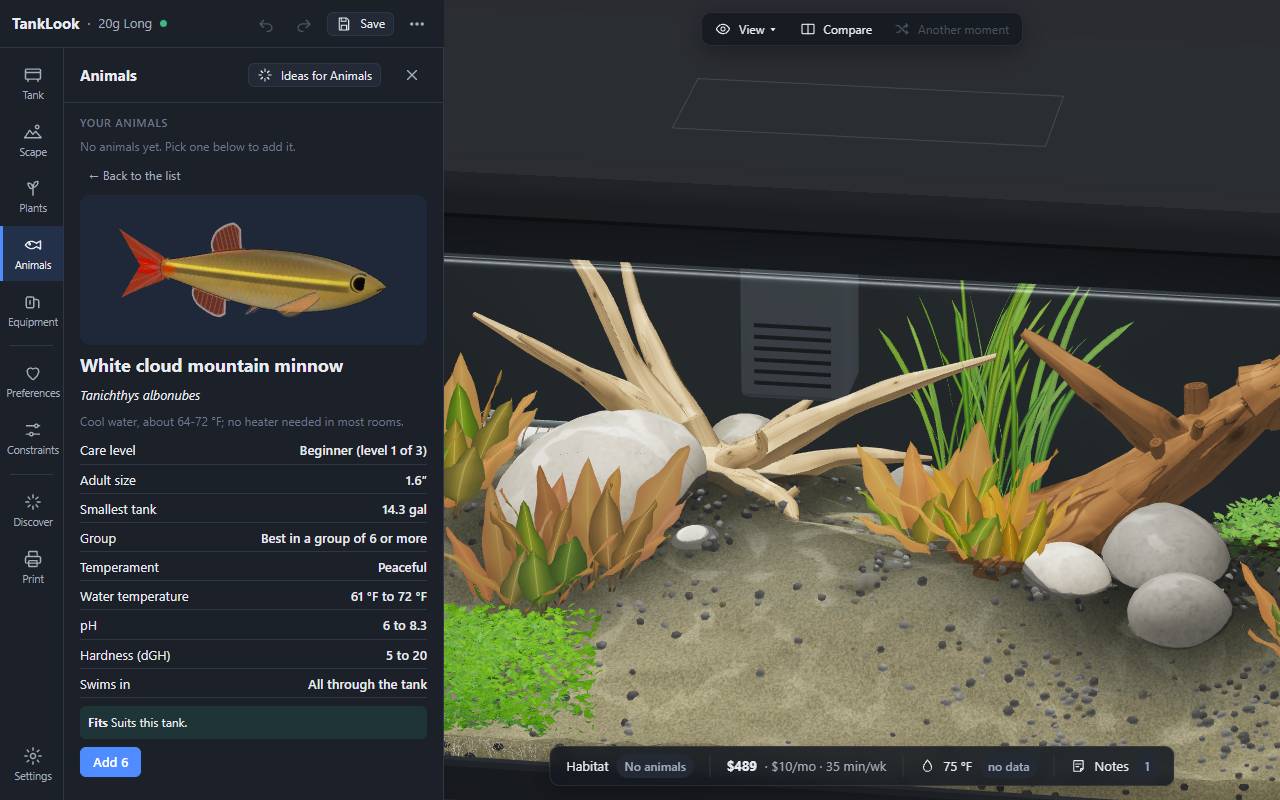 TankLook · 20g Long
Save
View
Compare
Another moment
Tank
Scape
Plants
Animals
Equipment
Preferences
Constraints
Discover
Print
Settings
Animals
Ideas for Animals
YOUR ANIMALS
No animals yet. Pick one below to add it.
← Back to the list
White cloud mountain minnow
Tanichthys albonubes
Cool water, about 64-72 °F; no heater needed in most rooms.
Care level Beginner (level 1 of 3)
Adult size 1.6″
Smallest tank 14.3 gal
Group Best in a group of 6 or more
Temperament Peaceful
Water temperature 61 °F to 72 °F
pH 6 to 8.3
Hardness (dGH) 5 to 20
Swims in All through the tank
Fits Suits this tank.
Add 6
Habitat No animals $489 · $10/mo · 35 min/wk 75 °F no data Notes 1